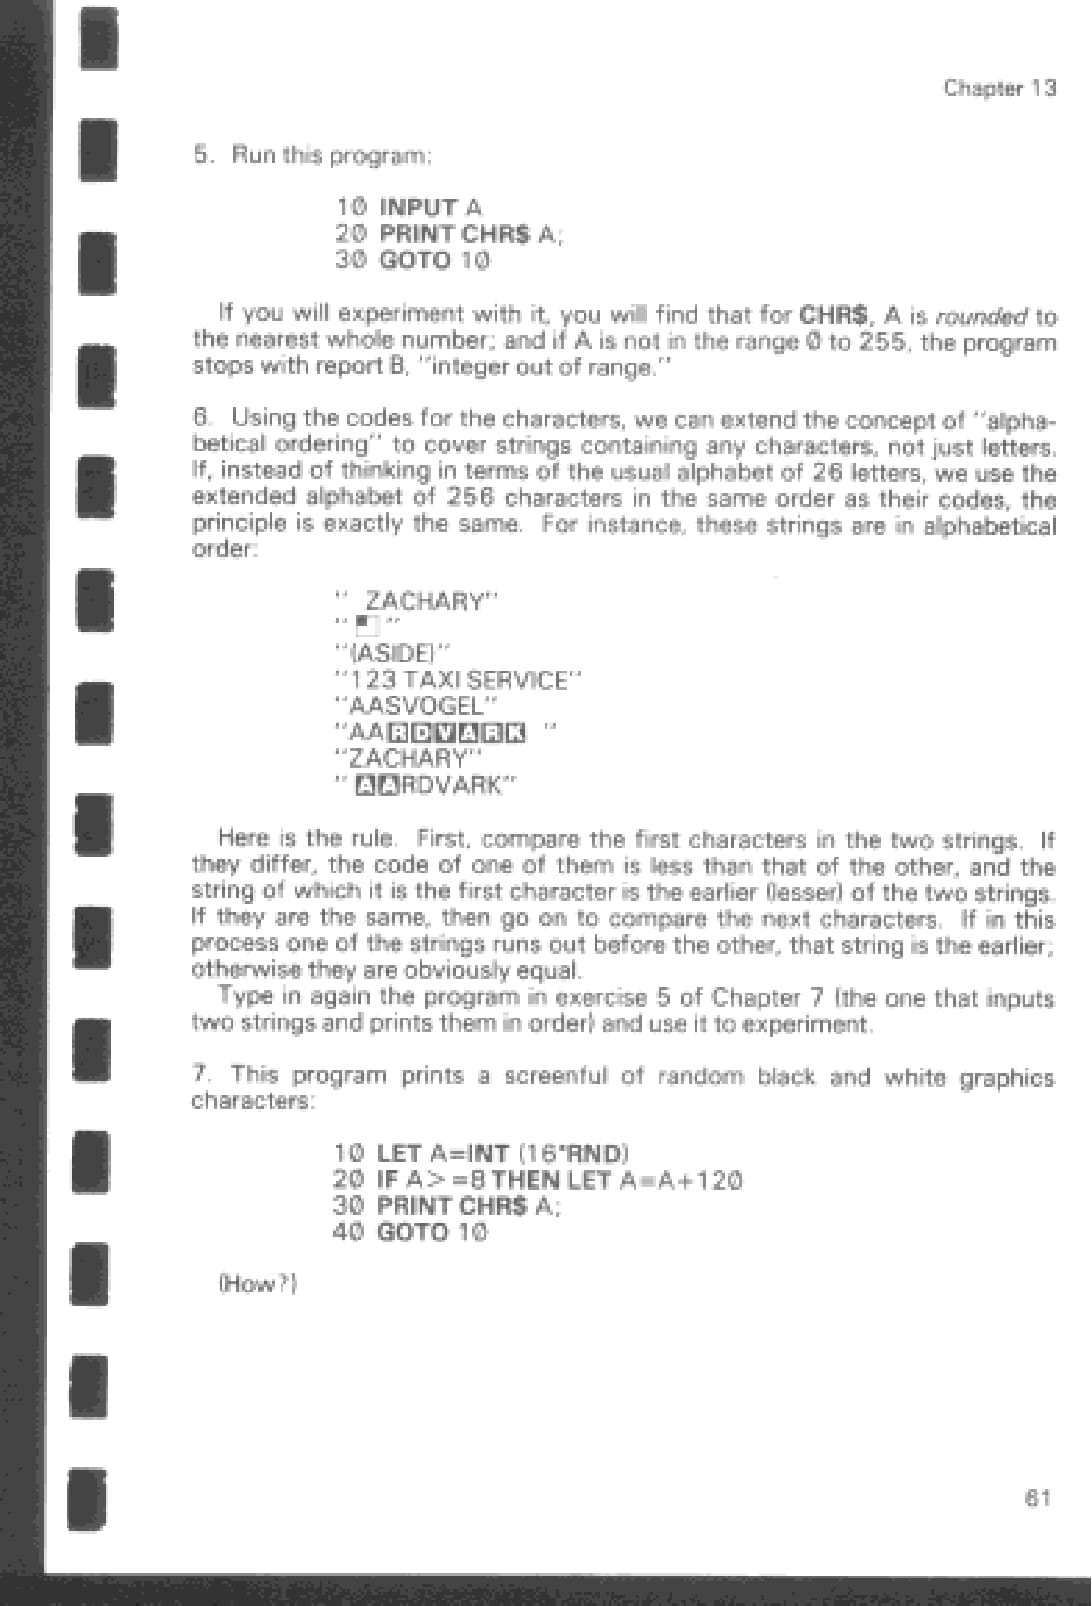 Chapter 13
5. Run this program:
10 INPUT A
20 PRINT CHR$ A;
30 GOTO 10
If you will experiment with it, you will find that for CHR$, A is rounded to
the nearest whole number; and if A is not in the range 0 to 255, the program
stops with report B, "integer out of range."
6. Using the codes for the characters, we can extend the concept of "alpha-
betical ordering" to cover strings containing any characters, not just letters.
If, instead of thinking in terms of the usual alphabet of 26 letters, we use the
extended alphabet of 256 characters in the same order as their codes, the
principle is exactly the same. For instance, these strings are in alphabetical
order:
" ZACHARY"
" ▘ "
"(ASIDE)"
"123 TAXI SERVICE"
"AASVOGEL"
"AARDVARK "
"ZACHARY"
" AARDVARK"
Here is the rule. First, compare the first characters in the two strings. If
they differ, the code of one of them is less than that of the other, and the
string of which it is the first character is the earlier (lesser) of the two strings.
If they are the same, then go on to compare the next characters. If in this
process one of the strings runs out before the other, that string is the earlier;
otherwise they are obviously equal.
Type in again the program in exercise 5 of Chapter 7 (the one that inputs
two strings and prints them in order) and use it to experiment.
7. This program prints a screenful of random black and white graphics
characters:
10 LET A=INT (16*RND)
20 IF A> =8 THEN LET A=A+120
30 PRINT CHR$ A;
40 GOTO 10
(How?)
61